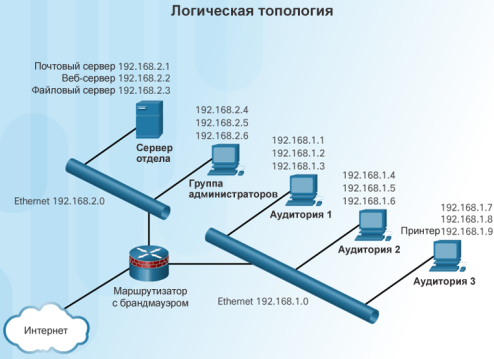 Логическая топология
Почтовый сервер 192.168.2.1
Веб-сервер 192.168.2.2
Файловый сервер 192.168.2.3
Сервер
отдела
192.168.2.4
192.168.2.5
192.168.2.6
Группа
администраторов
192.168.1.1
192.168.1.2
192.168.1.3
Аудитория 1
192.168.1.4
192.168.1.5
192.168.1.6
Аудитория 2
192.168.1.7
192.168.1.8
Принтер 192.168.1.9
Аудитория 3
Ethernet 192.168.2.0
Маршрутизатор
с брандмауэром
Ethernet 192.168.1.0
Интернет